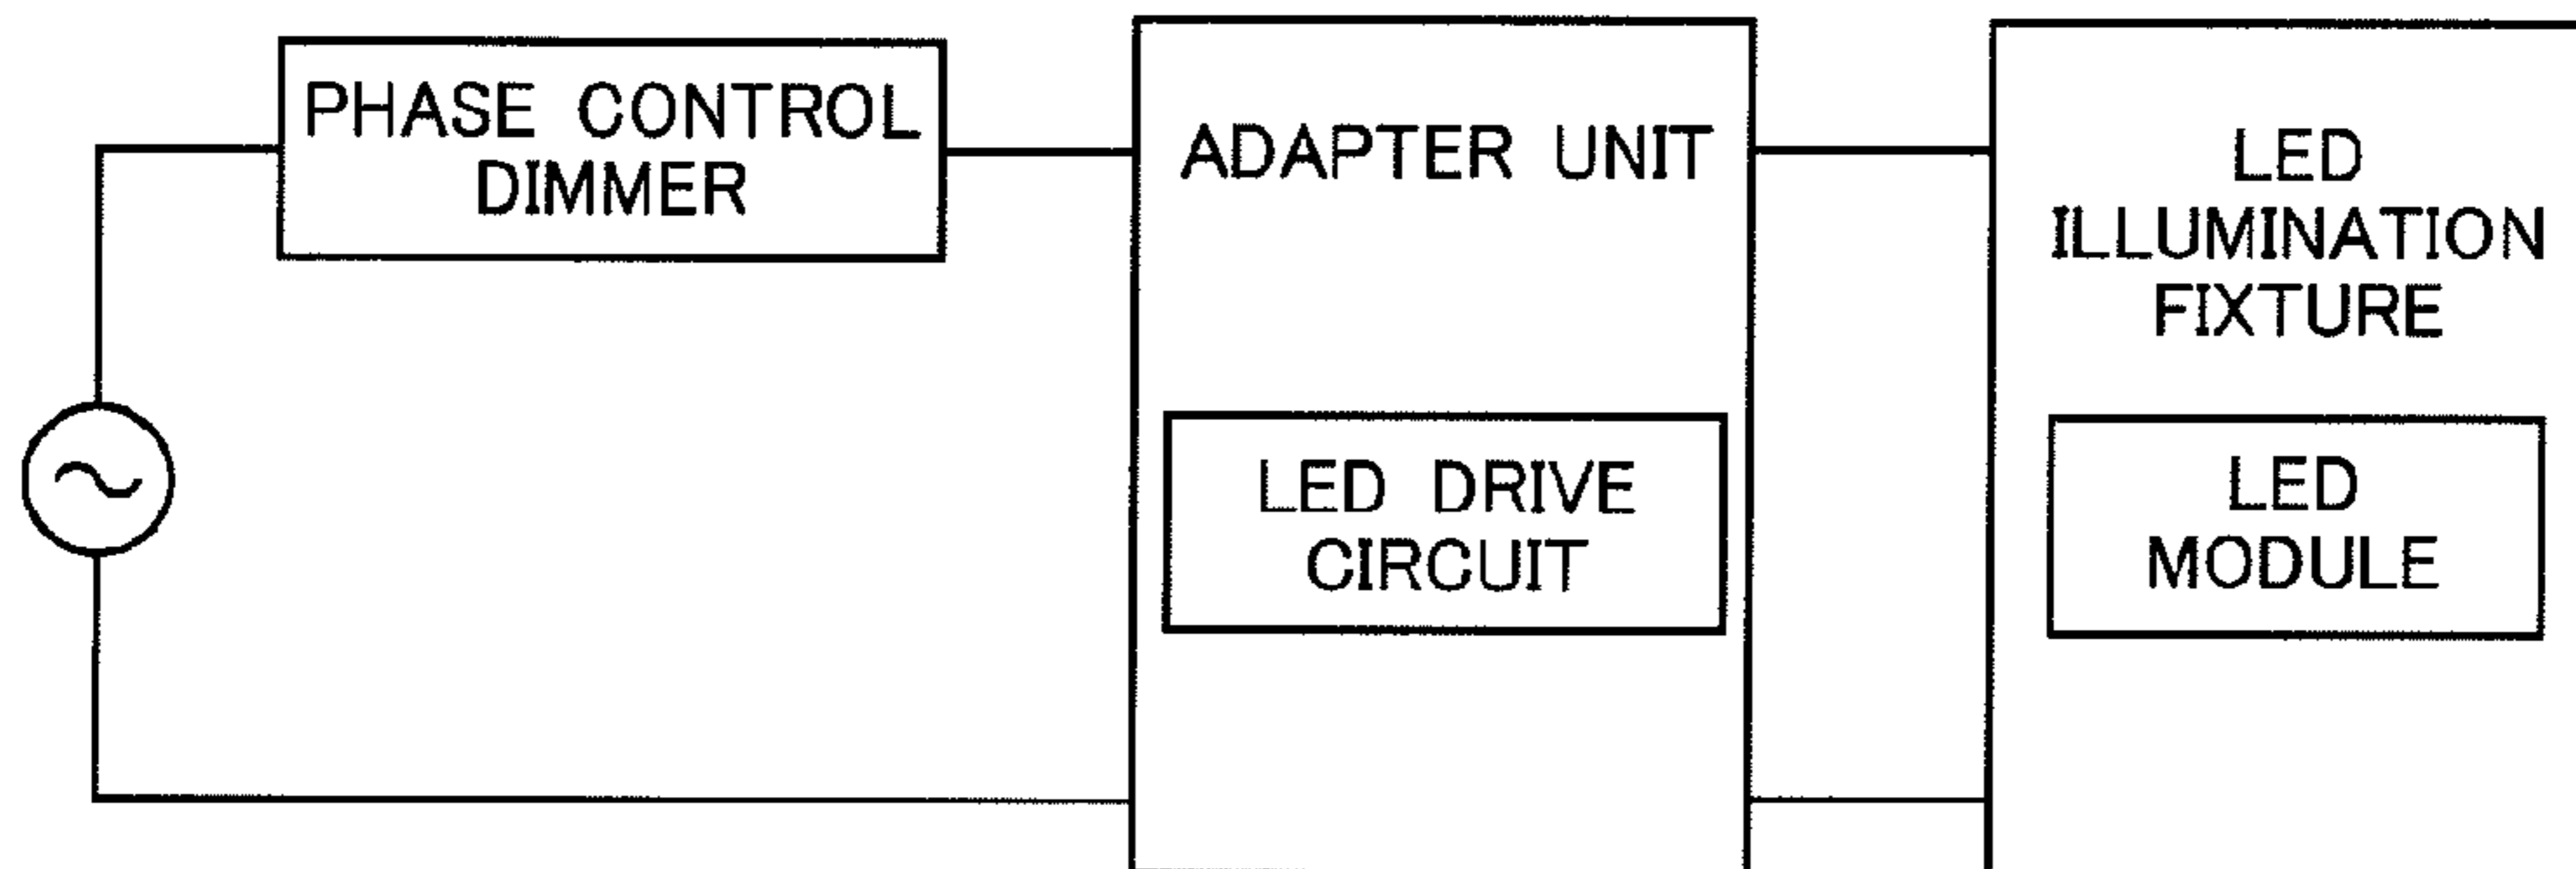 PHASE CONTROL
DIMMER
ADAPTER UNIT
LED DRIVE
CIRCUIT
LED
ILLUMINATION
FIXTURE
LED
MODULE